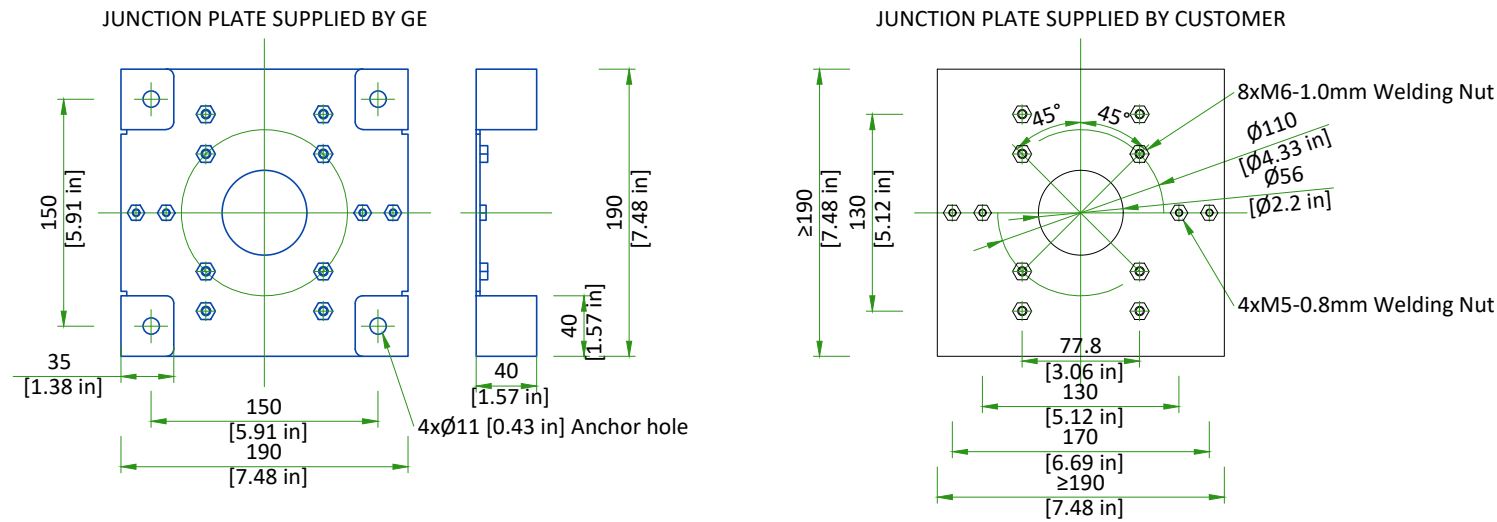 JUNCTION PLATE SUPPLIED BY GE
150
[5.91 in]
190
[7.48 in]
40
[1.57 in]
35
[1.38 in]
40
[1.57 in]
150
[5.91 in]
4xØ11 [0.43 in] Anchor hole
190
[7.48 in]
JUNCTION PLATE SUPPLIED BY CUSTOMER
8xM6-1.0mm Welding Nut
45°
45°
Ø110
[Ø4.33 in]
Ø56
[Ø2.2 in]
≥190
[7.48 in]
130
[5.12 in]
4xM5-0.8mm Welding Nut
77.8
[3.06 in]
130
[5.12 in]
170
[6.69 in]
≥190
[7.48 in]